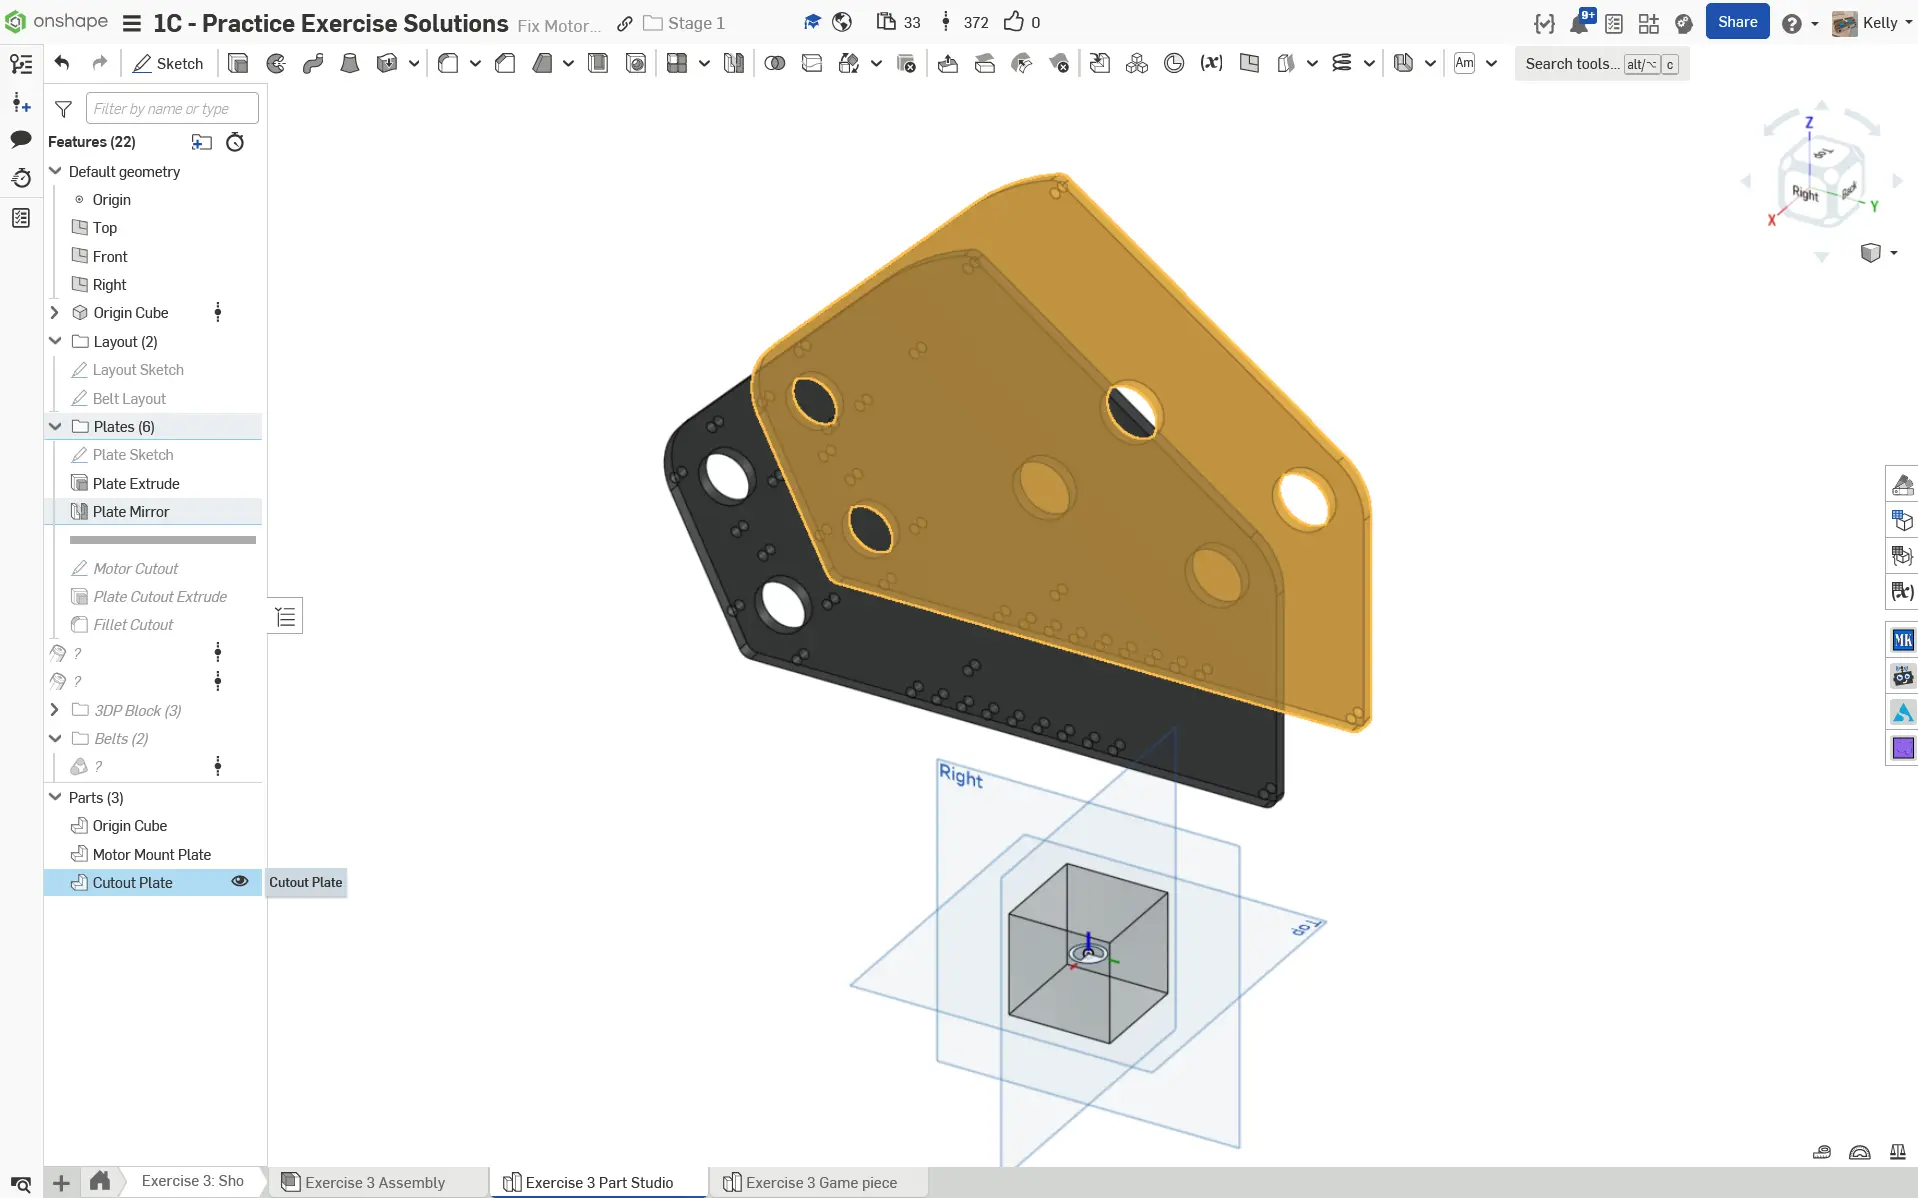 onshape
1C - Practice Exercise Solutions
Fix Motor...
Stage 1
33
372
0
9+
Share
Kelly
Sketch
Am
Search tools... alt/⌥ c
Filter by name or type
Features (22)
Default geometry
Origin
Top
Front
Right
Origin Cube
Layout (2)
Layout Sketch
Belt Layout
Plates (6)
Plate Sketch
Plate Extrude
Plate Mirror
Motor Cutout
Plate Cutout Extrude
Fillet Cutout
?
?
3DP Block (3)
Belts (2)
?
Parts (3)
Origin Cube
Motor Mount Plate
Cutout Plate
Cutout Plate
Z
Top
Right
Back
X
Y
(x)
(x)
MK
Right
Top
Exercise 3: Sho
Exercise 3 Assembly
Exercise 3 Part Studio
Exercise 3 Game piece